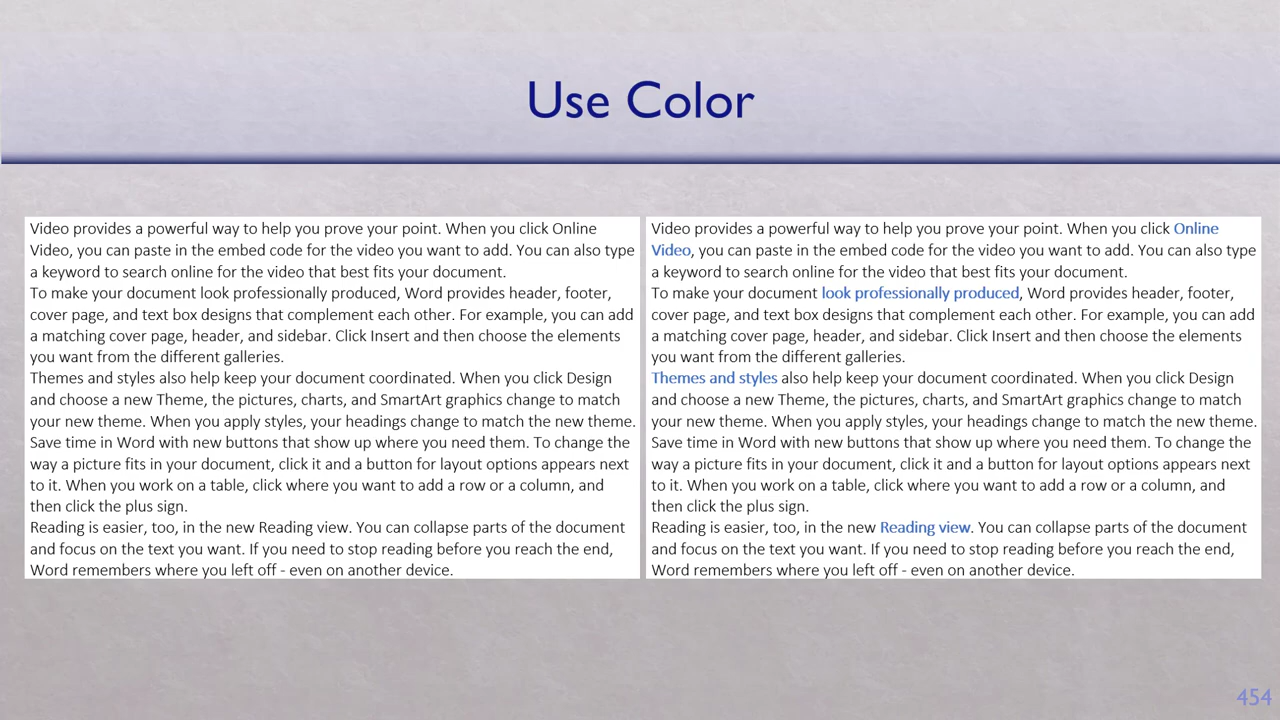 Use Color
Video provides a powerful way to help you prove your point. When you click Online
Video, you can paste in the embed code for the video you want to add. You can also type
a keyword to search online for the video that best fits your document.
To make your document look professionally produced, Word provides header, footer,
cover page, and text box designs that complement each other. For example, you can add
a matching cover page, header, and sidebar. Click Insert and then choose the elements
you want from the different galleries.
Themes and styles also help keep your document coordinated. When you click Design
and choose a new Theme, the pictures, charts, and SmartArt graphics change to match
your new theme. When you apply styles, your headings change to match the new theme.
Save time in Word with new buttons that show up where you need them. To change the
way a picture fits in your document, click it and a button for layout options appears next
to it. When you work on a table, click where you want to add a row or a column, and
then click the plus sign.
Reading is easier, too, in the new Reading view. You can collapse parts of the document
and focus on the text you want. If you need to stop reading before you reach the end,
Word remembers where you left off - even on another device.
Video provides a powerful way to help you prove your point. When you click Online
Video, you can paste in the embed code for the video you want to add. You can also type
a keyword to search online for the video that best fits your document.
To make your document look professionally produced, Word provides header, footer,
cover page, and text box designs that complement each other. For example, you can add
a matching cover page, header, and sidebar. Click Insert and then choose the elements
you want from the different galleries.
Themes and styles also help keep your document coordinated. When you click Design
and choose a new Theme, the pictures, charts, and SmartArt graphics change to match
your new theme. When you apply styles, your headings change to match the new theme.
Save time in Word with new buttons that show up where you need them. To change the
way a picture fits in your document, click it and a button for layout options appears next
to it. When you work on a table, click where you want to add a row or a column, and
then click the plus sign.
Reading is easier, too, in the new Reading view. You can collapse parts of the document
and focus on the text you want. If you need to stop reading before you reach the end,
Word remembers where you left off - even on another device.
454